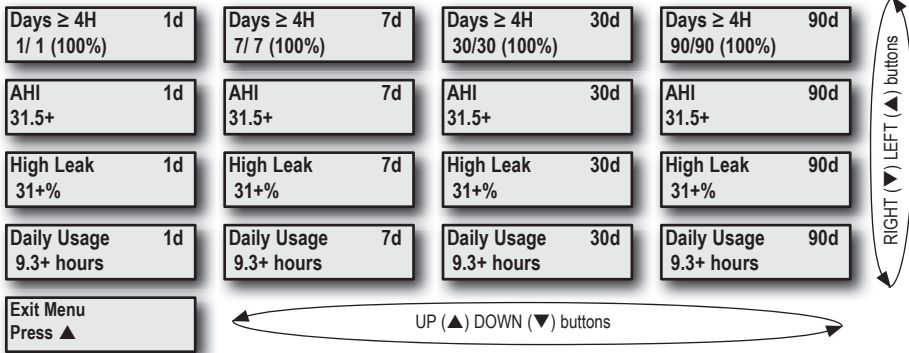 Days ≥ 4H 1d
1/ 1 (100%)
Days ≥ 4H 7d
7/ 7 (100%)
Days ≥ 4H 30d
30/30 (100%)
Days ≥ 4H 90d
90/90 (100%)
AHI 1d
31.5+
AHI 7d
31.5+
AHI 30d
31.5+
AHI 90d
31.5+
High Leak 1d
31+%
High Leak 7d
31+%
High Leak 30d
31+%
High Leak 90d
31+%
Daily Usage 1d
9.3+ hours
Daily Usage 7d
9.3+ hours
Daily Usage 30d
9.3+ hours
Daily Usage 90d
9.3+ hours
Exit Menu
Press ▲
UP (▲) DOWN (▼) buttons
RIGHT (▼) LEFT (▲) buttons